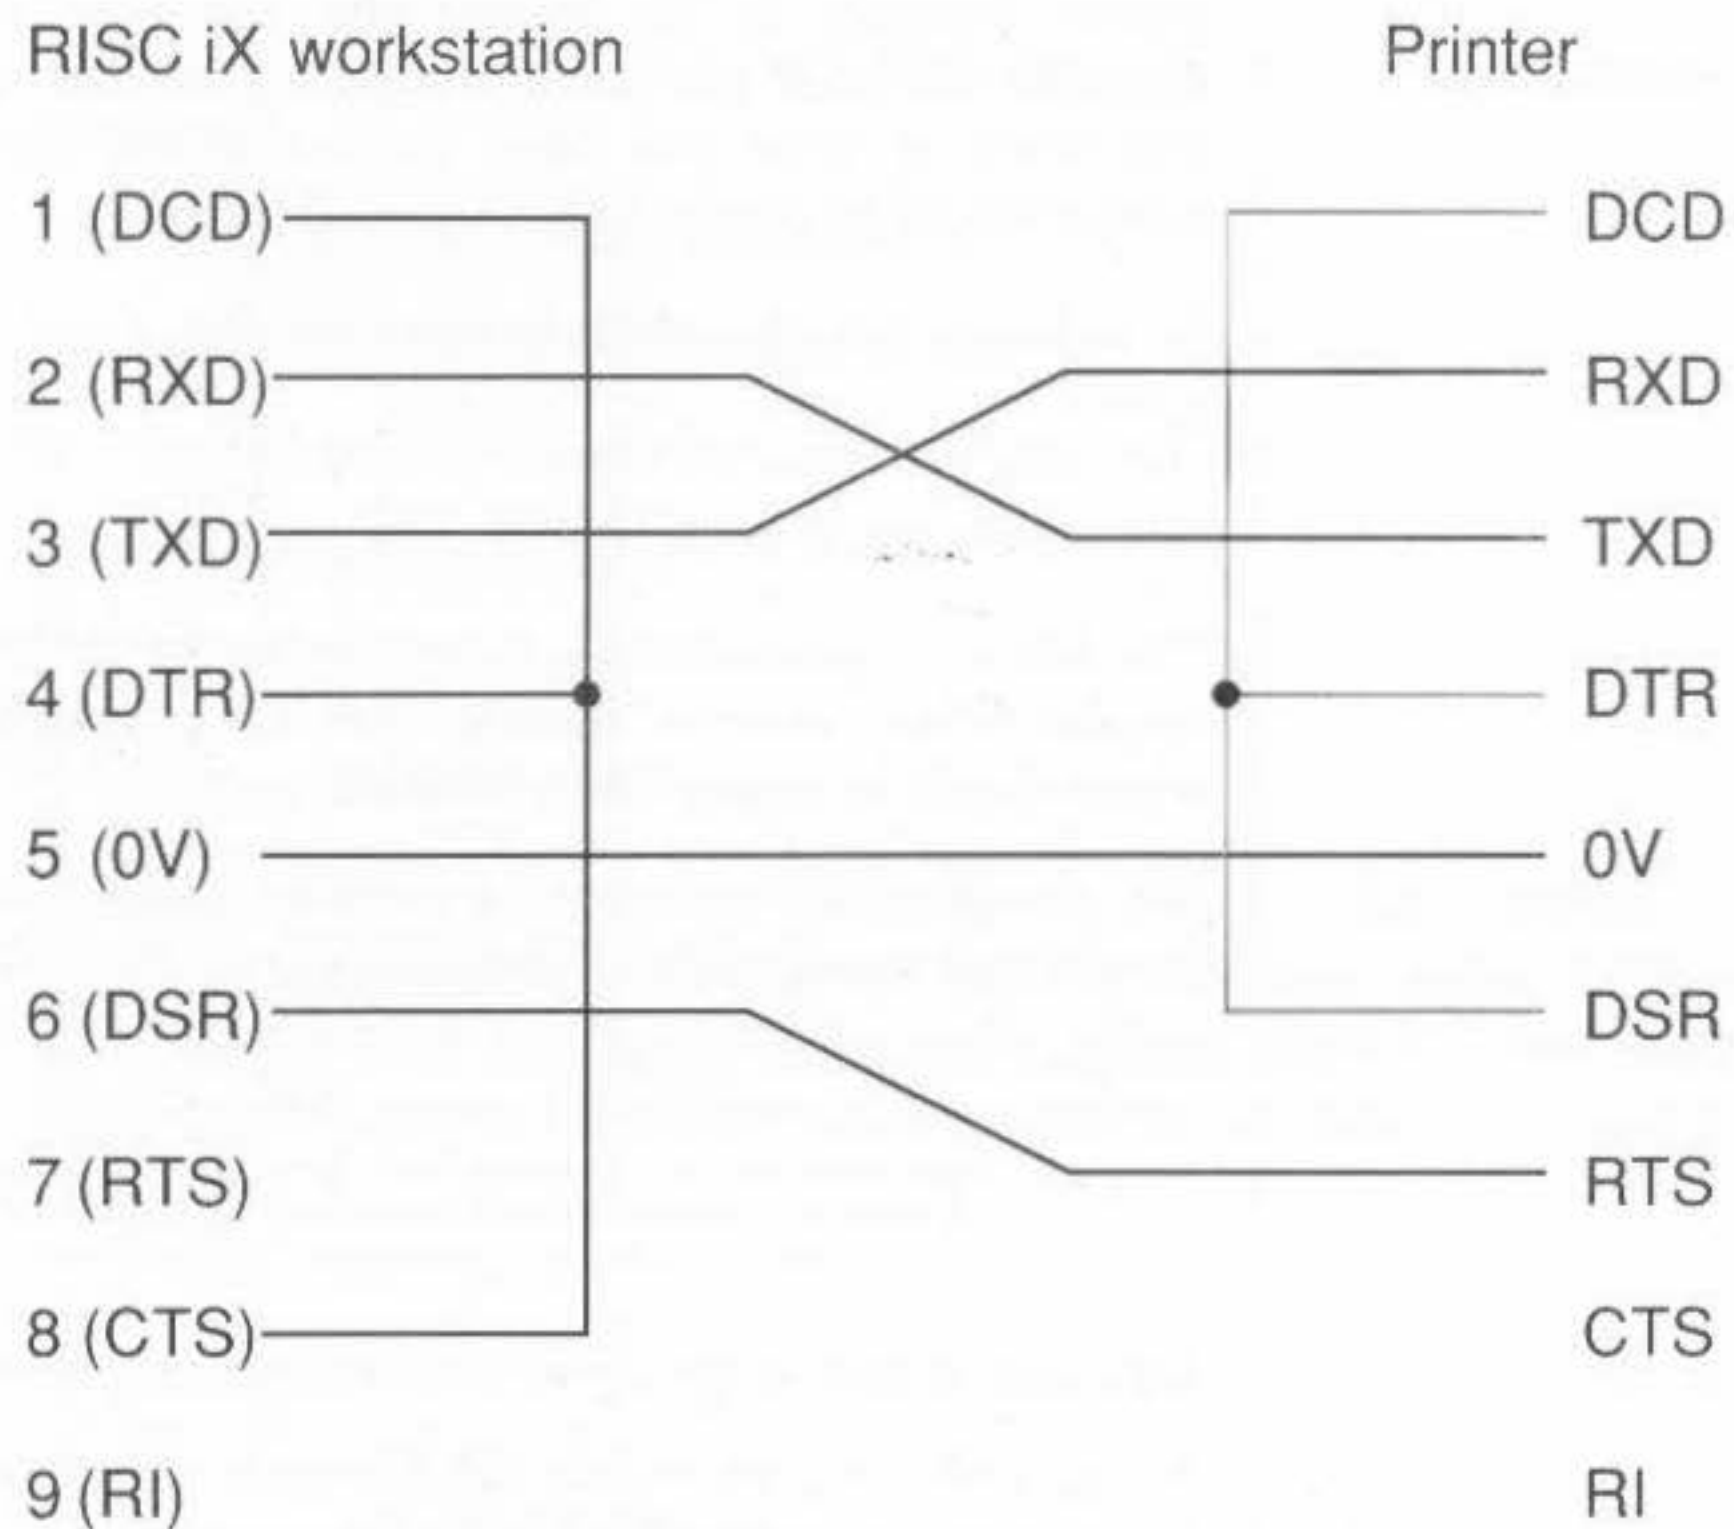 RISC iX workstation Printer
1 (DCD) DCD
2 (RXD) RXD
3 (TXD) TXD
4 (DTR) DTR
5 (0V) 0V
6 (DSR) DSR
7 (RTS) RTS
8 (CTS) CTS
9 (RI) RI